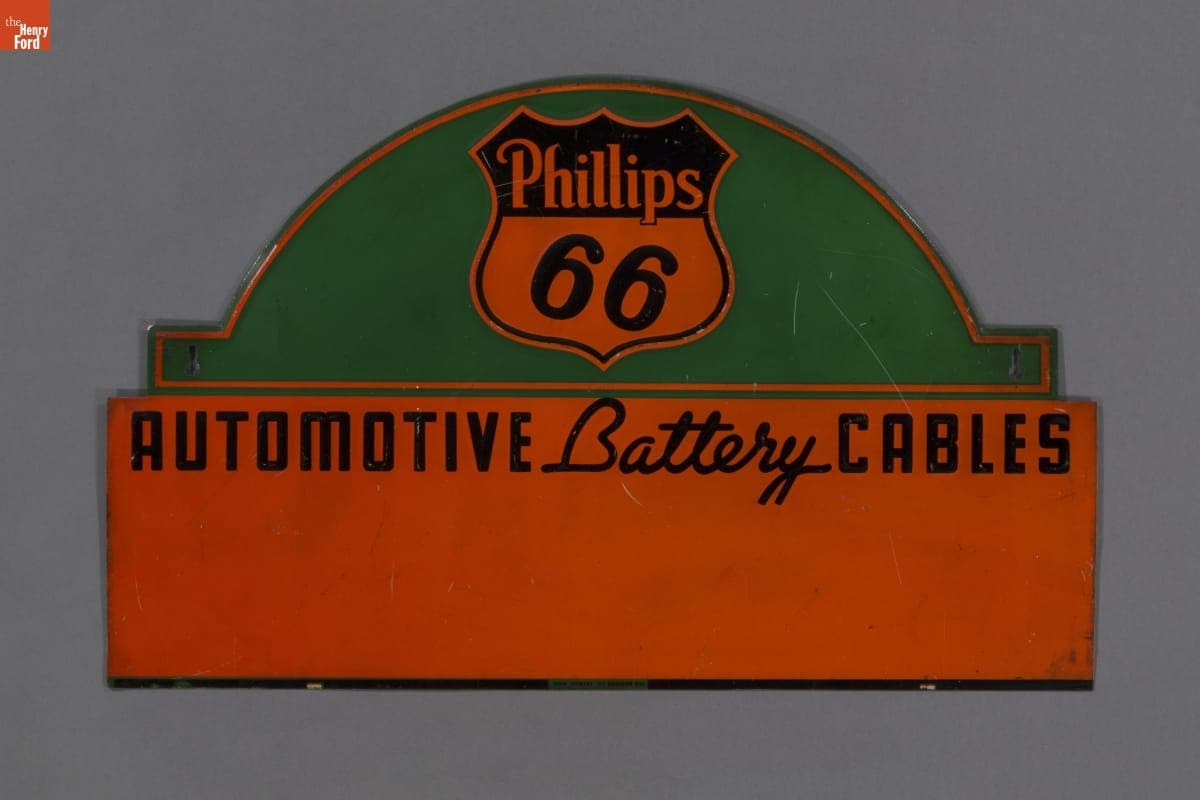 the
Henry
Ford
Phillips
66
AUTOMOTIVE Battery CABLES